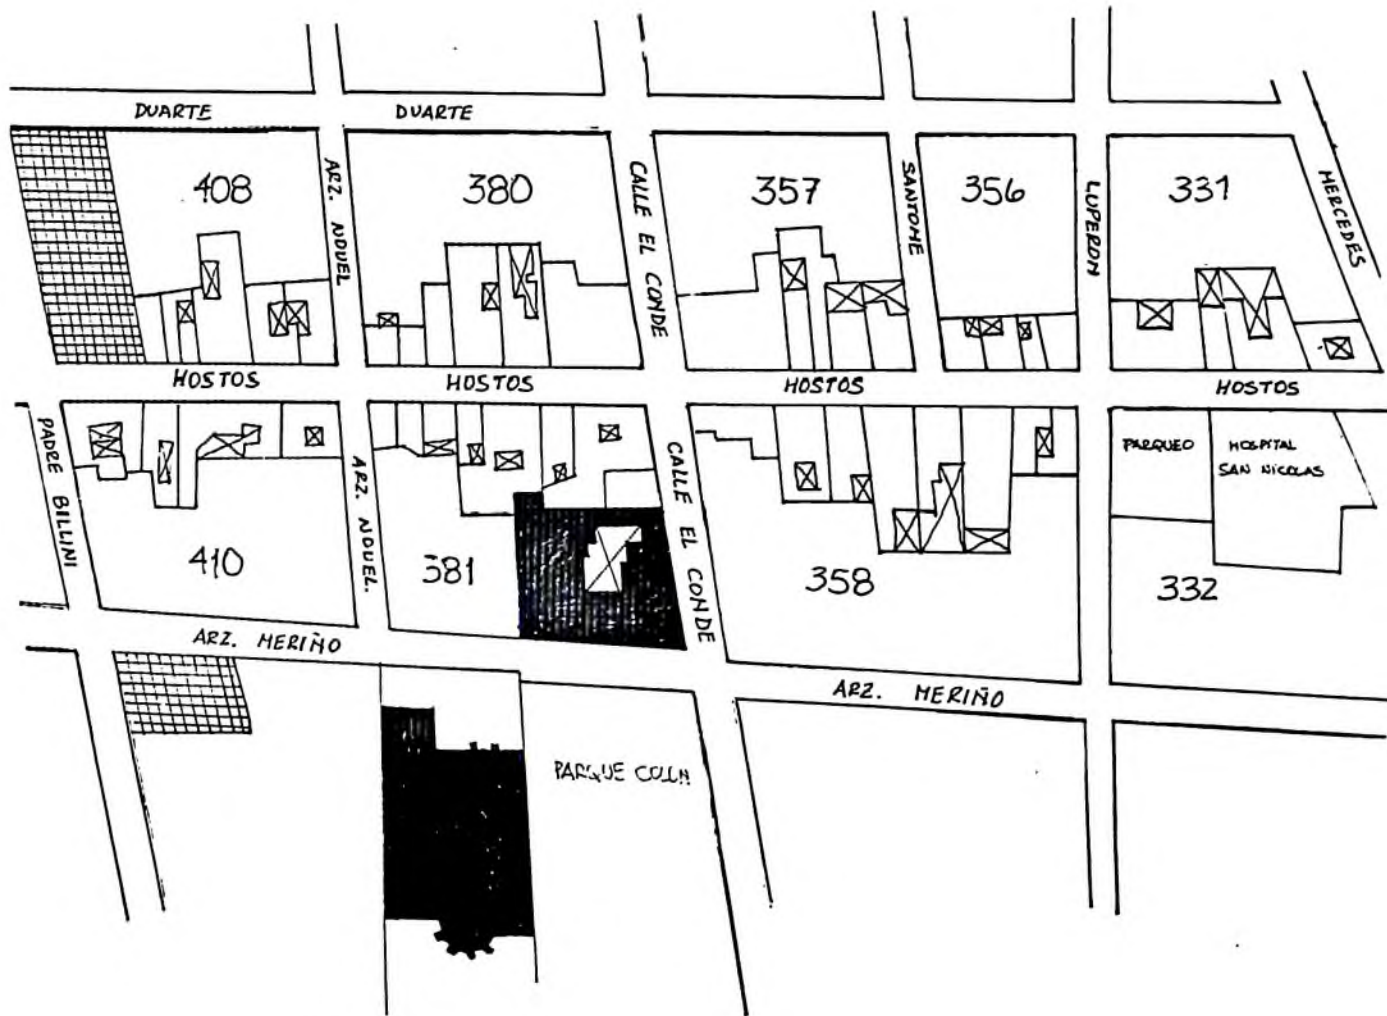 DUARTE
DUARTE
408
ARZ. NOUEL
380
CALLE EL CONDE
357
SANTOME
356
LUPERON
331
MERCEDES
HOSTOS
HOSTOS
HOSTOS
HOSTOS
PADRE BILLINI
410
ARZ. NOUEL.
381
CALLE EL CONDE
358
PARQUEO
HOSPITAL
SAN NICOLAS
332
ARZ. MERIÑO
ARZ. MERIÑO
PARQUE COLON